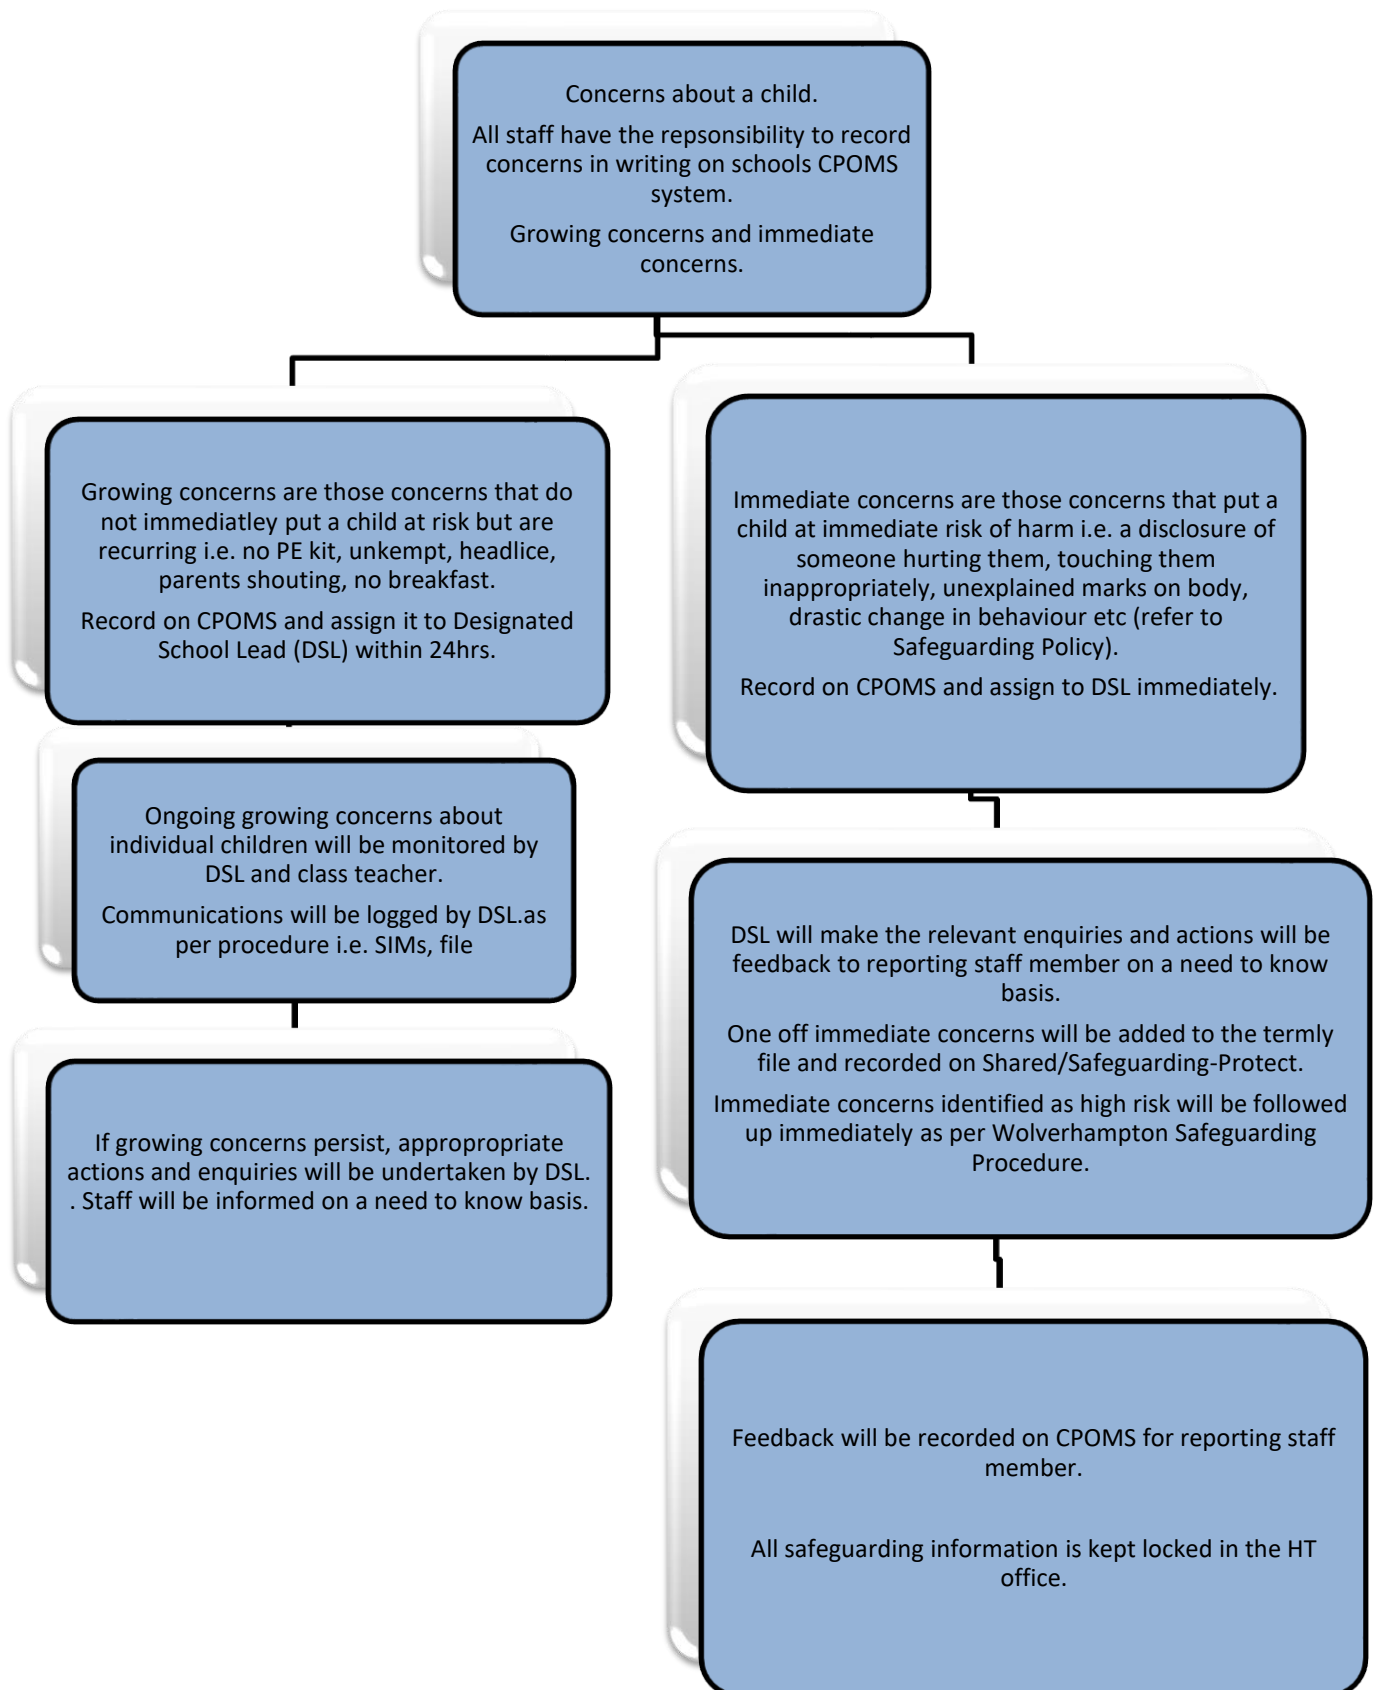 Concerns about a child.
All staff have the repsonsibility to record
concerns in writing on schools CPOMS
system.
Growing concerns and immediate
concerns.
Growing concerns are those concerns that do
not immediatley put a child at risk but are
recurring i.e. no PE kit, unkempt, headlice,
parents shouting, no breakfast.
Record on CPOMS and assign it to Designated
School Lead (DSL) within 24hrs.
Immediate concerns are those concerns that put a
child at immediate risk of harm i.e. a disclosure of
someone hurting them, touching them
inappropriately, unexplained marks on body,
drastic change in behaviour etc (refer to
Safeguarding Policy).
Record on CPOMS and assign to DSL immediately.
Ongoing growing concerns about
individual children will be monitored by
DSL and class teacher.
Communications will be logged by DSL.as
per procedure i.e. SIMs, file
DSL will make the relevant enquiries and actions will be
feedback to reporting staff member on a need to know
basis.
One off immediate concerns will be added to the termly
file and recorded on Shared/Safeguarding-Protect.
Immediate concerns identified as high risk will be followed
up immediately as per Wolverhampton Safeguarding
Procedure.
If growing concerns persist, appropropriate
actions and enquiries will be undertaken by DSL.
. Staff will be informed on a need to know basis.
Feedback will be recorded on CPOMS for reporting staff
member.
All safeguarding information is kept locked in the HT
office.